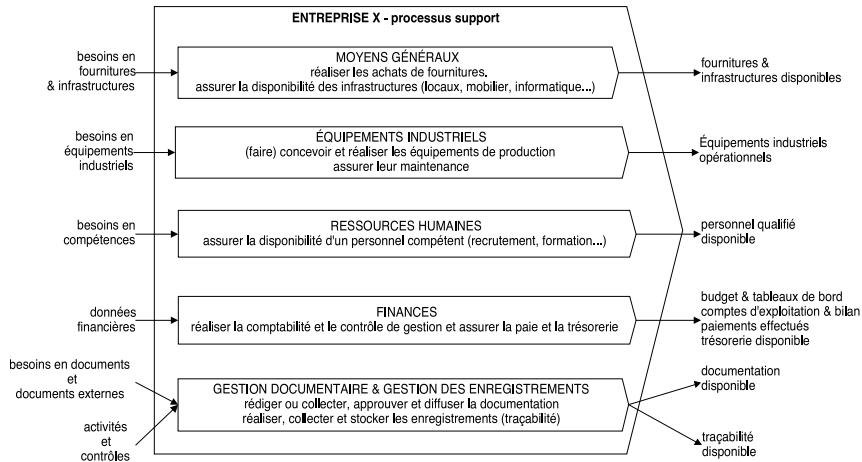 ENTREPRISE X - processus support
besoins en
fournitures
& infrastructures
MOYENS GÉNÉRAUX
réaliser les achats de fournitures.
assurer la disponibilité des infrastructures (locaux, mobilier, informatique...)
fournitures &
infrastructures disponibles
besoins en
équipements
industriels
ÉQUIPEMENTS INDUSTRIELS
(faire) concevoir et réaliser les équipements de production
assurer leur maintenance
Équipements industriels
opérationnels
besoins en
compétences
RESSOURCES HUMAINES
assurer la disponibilité d'un personnel compétent (recrutement, formation...)
personnel qualifié
disponible
données
financières
FINANCES
réaliser la comptabilité et le contrôle de gestion et assurer la paie et la trésorerie
budget & tableaux de bord
comptes d'exploitation & bilan
paiements effectués
trésorerie disponible
besoins en documents
et
documents externes
activités
et
contrôles
GESTION DOCUMENTAIRE & GESTION DES ENREGISTREMENTS
rédiger ou collecter, approuver et diffuser la documentation
réaliser, collecter et stocker les enregistrements (traçabilité)
documentation
disponible
traçabilité
disponible